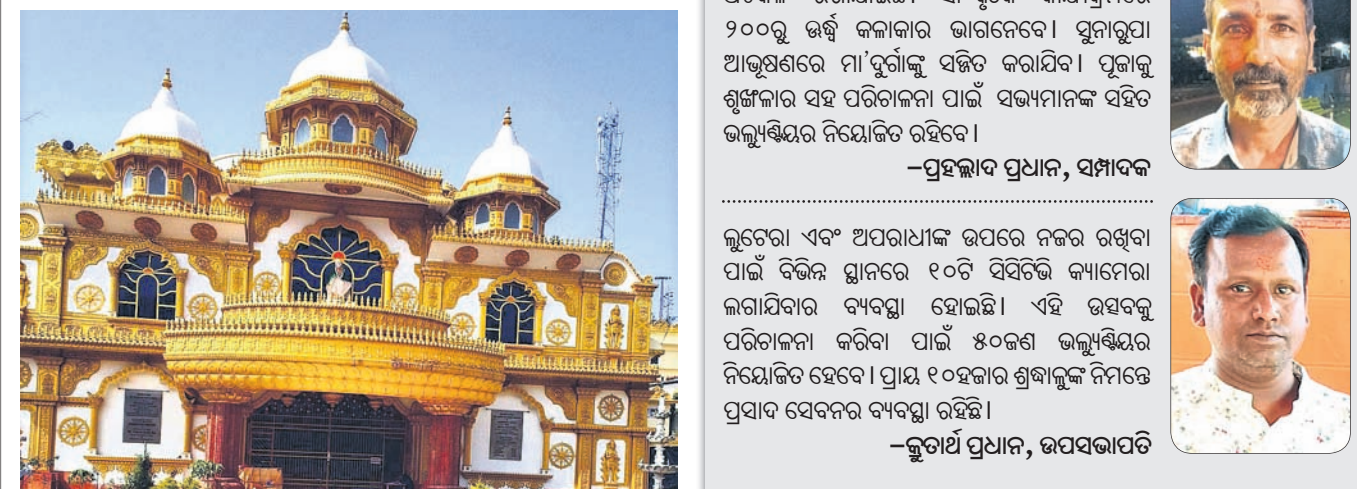 ୨୦୦ରୁ ଊର୍ଦ୍ଧ୍ବ କଳାକାର ଭାଗନେବେ। ସୁନାରୁପା
ଆଭୂଷଣରେ ମା'ଦୁର୍ଗାଙ୍କୁ ସଜ୍ଜିତ କରାଯିବ। ପୂଜାକୁ
ଶୃଙ୍ଖଳାର ସହ ପରିଚାଳନା ପାଇଁ ସଭ୍ୟମାନଙ୍କ ସହିତ
ଭଲ୍ୟୁଣ୍ଟିୟର ନିୟୋଜିତ ରହିବେ।
–ପ୍ରହଲ୍ଲାଦ ପ୍ରଧାନ, ସମ୍ପାଦକ
ଲୁଟେରା ଏବଂ ଅପରାଧୀଙ୍କ ଉପରେ ନଜର ରଖିବା
ପାଇଁ ବିଭିନ୍ନ ସ୍ଥାନରେ ୧୦ଟି ସିସିଟିଭି କ୍ୟାମେରା
ଲଗାଯିବାର ବ୍ୟବସ୍ଥା ହୋଇଛି। ଏହି ଉତ୍ସବକୁ
ପରିଚାଳନା କରିବା ପାଇଁ ୫୦ଜଣ ଭଲ୍ୟୁଣ୍ଟିୟର
ନିୟୋଜିତ ହେବେ। ପ୍ରାୟ ୧୦ହଜାର ଶ୍ରଦ୍ଧାଳୁଙ୍କ ନିମନ୍ତେ
ପ୍ରସାଦ ସେବନର ବ୍ୟବସ୍ଥା ରହିଛି।
–କୃତାର୍ଥ ପ୍ରଧାନ, ଉପସଭାପତି